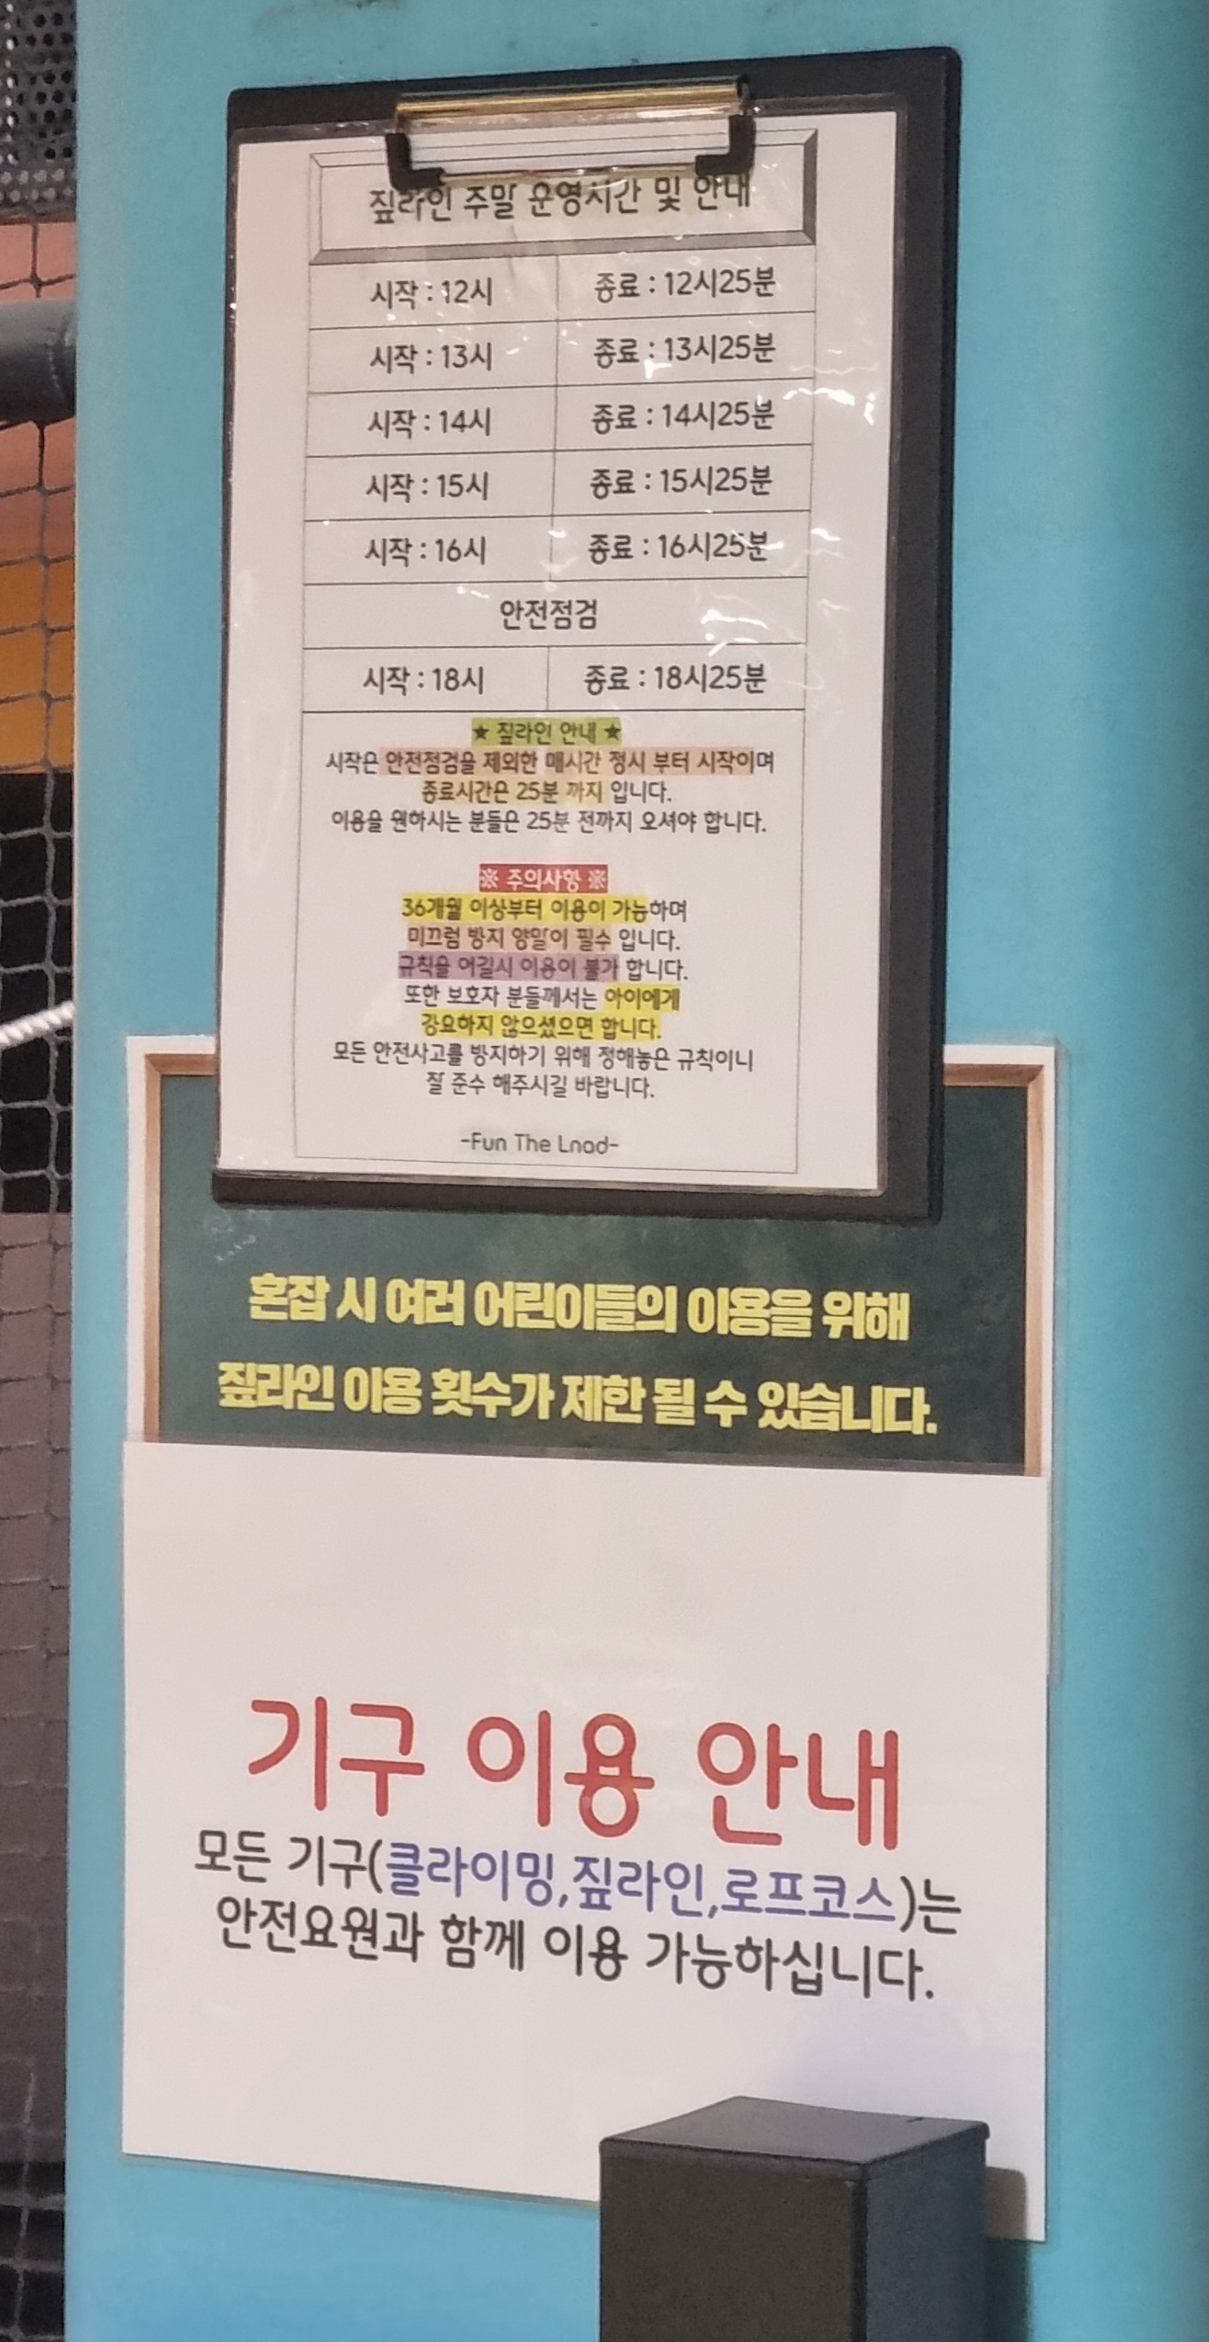 짚라인 주말 운영시간 및 안내
시작 : 12시 종료 : 12시25분
시작 : 13시 종료 : 13시25분
시작 : 14시 종료 : 14시25분
시작 : 15시 종료 : 15시25분
시작 : 16시 종료 : 16시25분
안전점검
시작 : 18시 종료 : 18시25분
★ 짚라인 안내 ★
시작은 안전점검을 제외한 매시간 정시 부터 시작이며
종료시간은 25분 까지 입니다.
이용을 원하시는 분들은 25분 전까지 오셔야 합니다.
※ 주의사항 ※
36개월 이상부터 이용이 가능하며
미끄럼 방지 양말이 필수 입니다.
규칙을 어길시 이용이 불가 합니다.
또한 보호자 분들께서는 아이에게
강요하지 않으셨으면 합니다.
모든 안전사고를 방지하기 위해 정해놓은 규칙이니
잘 준수 해주시길 바랍니다.
-Fun The Lnad-
혼잡 시 여러 어린이들의 이용을 위해
짚라인 이용 횟수가 제한 될 수 있습니다.
기구 이용 안내
모든 기구(클라이밍,짚라인,로프코스)는
안전요원과 함께 이용 가능하십니다.